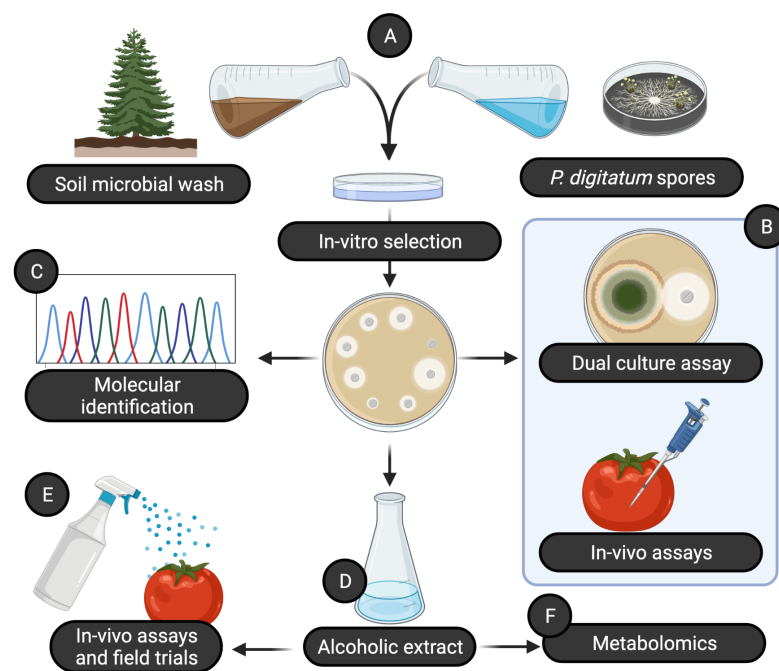 A
Soil microbial wash
P. digitatum spores
In-vitro selection
B
C
Dual culture assay
Molecular
identification
E
In-vivo assays
D
F
In-vivo assays
and field trials
Alcoholic extract
Metabolomics